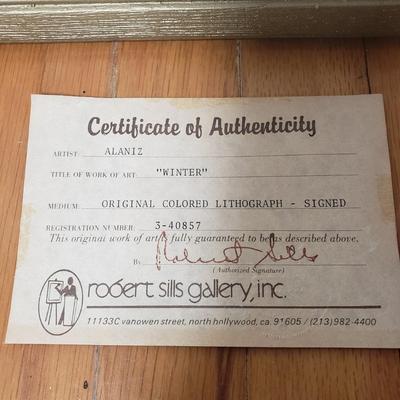 Certificate of Authenticity
ARTIST: ALANIZ
TITLE OF WORK OF ART: "WINTER"
MEDIUM: ORIGINAL COLORED LITHOGRAPH - SIGNED
REGISTRATION NUMBER: 3-40857
This original work of art is fully guaranteed to be as described above.
By Robert Sills
(Authorized Signature)
robert sills gallery, inc.
11133C vanowen street, north hollywood, ca. 91605 / (213) 982-4400